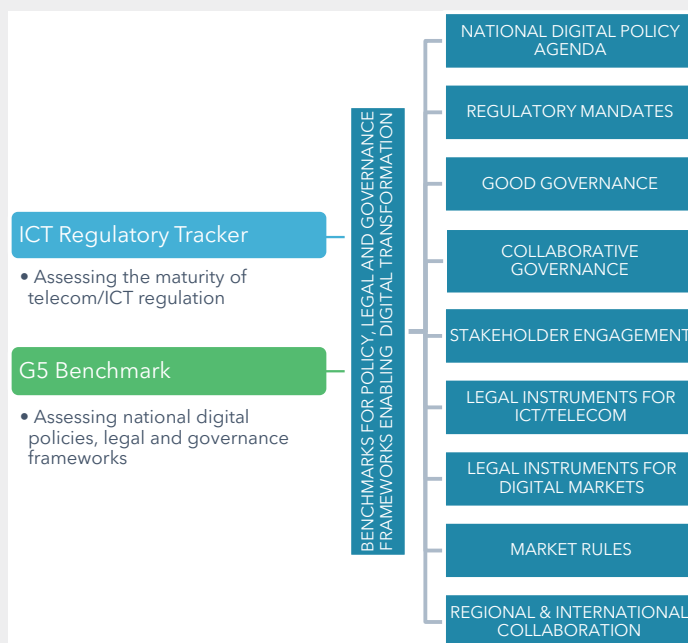 ICT Regulatory Tracker
• Assessing the maturity of
telecom/ICT regulation
G5 Benchmark
• Assessing national digital
policies, legal and governance
frameworks
BENCHMARKS FOR POLICY, LEGAL AND GOVERNANCE
FRAMEWORKS ENABLING DIGITAL TRANSFORMATION
NATIONAL DIGITAL POLICY
AGENDA
REGULATORY MANDATES
GOOD GOVERNANCE
COLLABORATIVE
GOVERNANCE
STAKEHOLDER ENGAGEMENT
LEGAL INSTRUMENTS FOR
ICT/TELECOM
LEGAL INSTRUMENTS FOR
DIGITAL MARKETS
MARKET RULES
REGIONAL & INTERNATIONAL
COLLABORATION